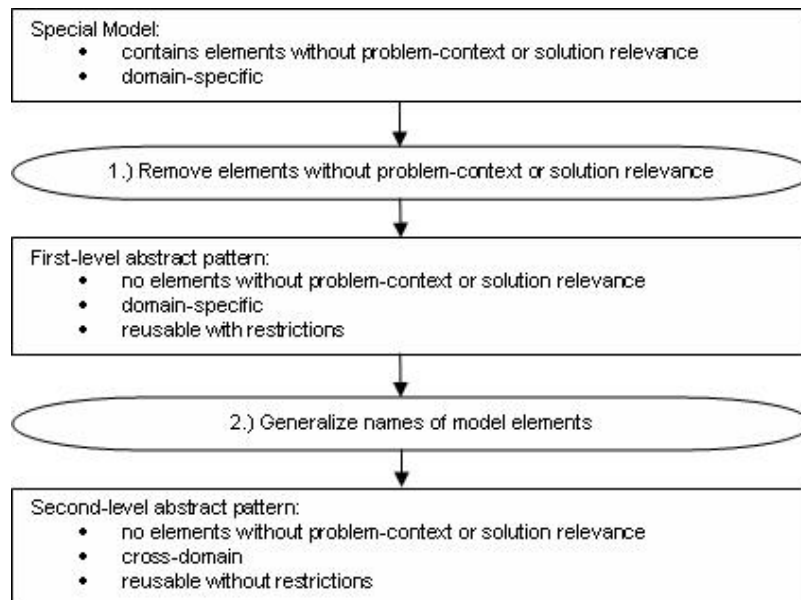 Special Model:
• contains elements without problem-context or solution relevance
• domain-specific
1.) Remove elements without problem-context or solution relevance
First-level abstract pattern:
• no elements without problem-context or solution relevance
• domain-specific
• reusable with restrictions
2.) Generalize names of model elements
Second-level abstract pattern:
• no elements without problem-context or solution relevance
• cross-domain
• reusable without restrictions